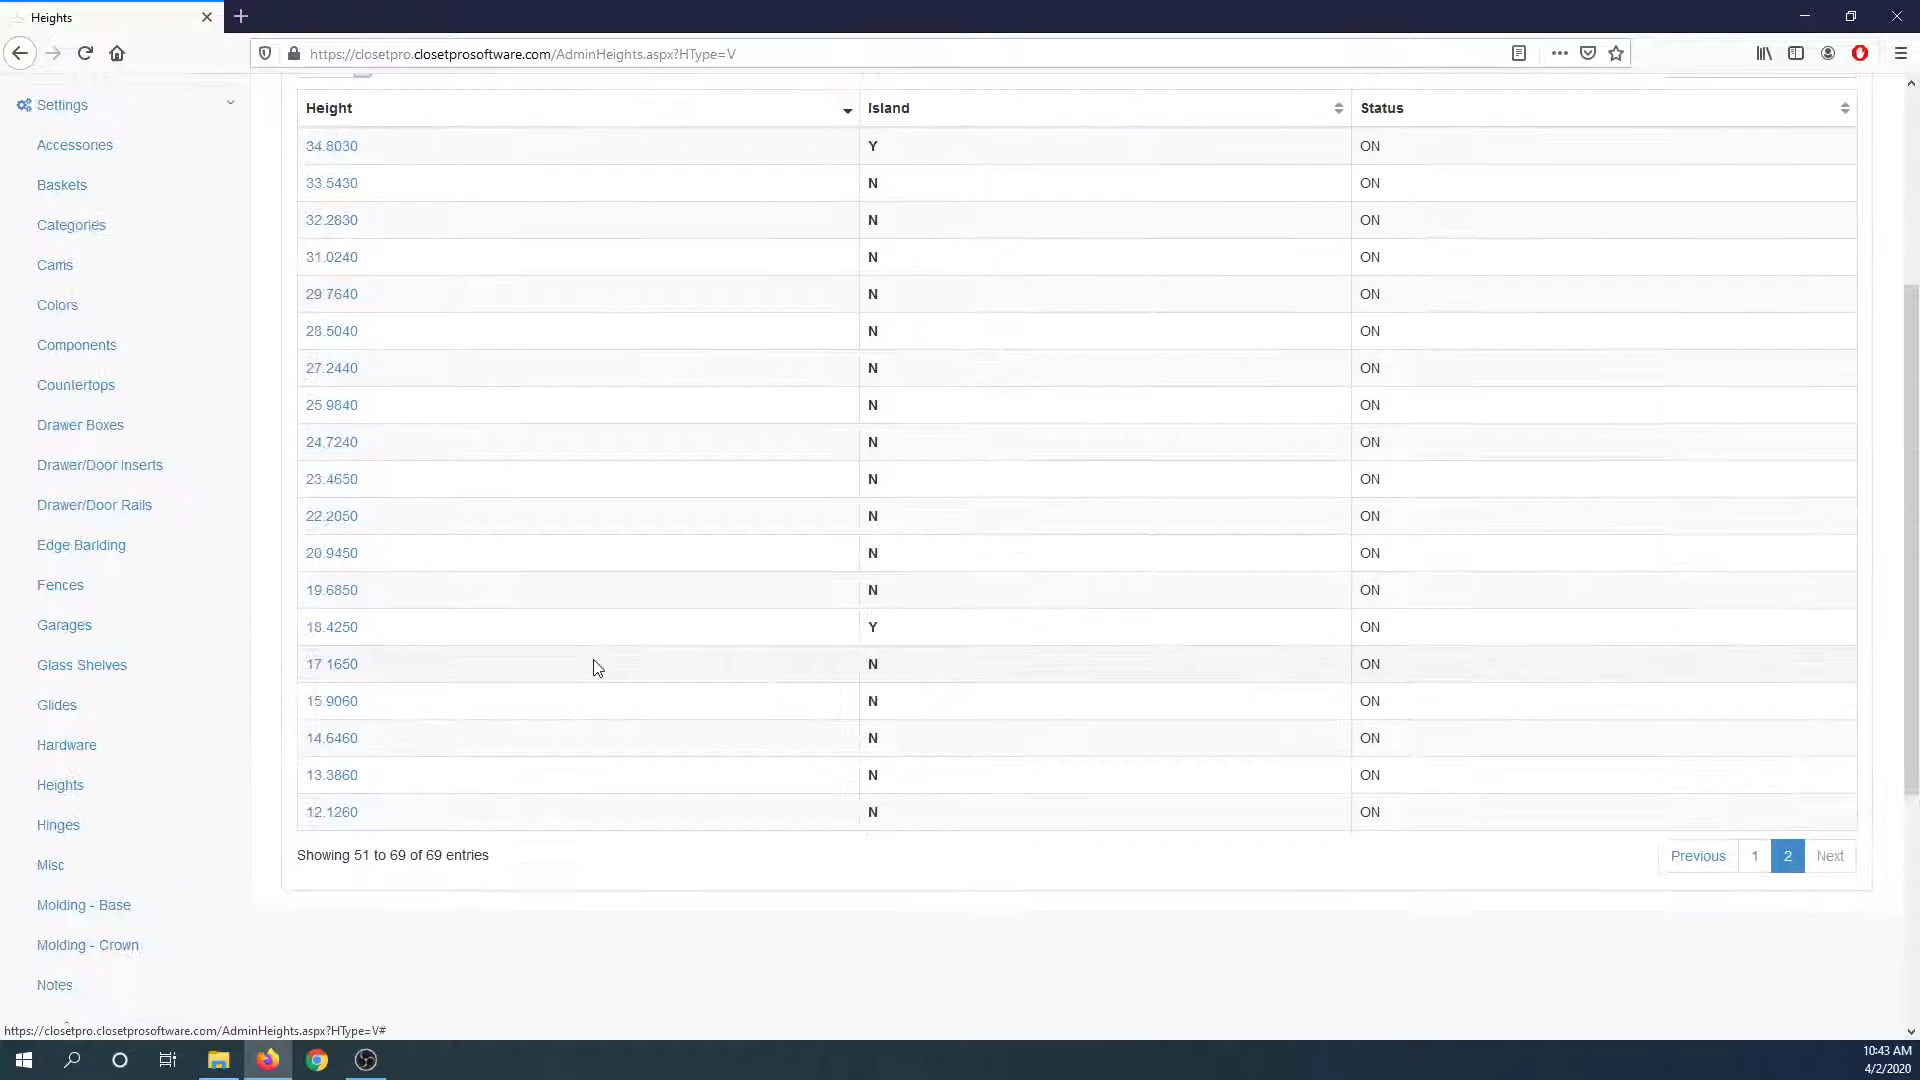 Heights
https://closetpro.closetprosoftware.com/AdminHeights.aspx?HType=V
Settings
Accessories
Baskets
Categories
Cams
Colors
Components
Countertops
Drawer Boxes
Drawer/Door Inserts
Drawer/Door Rails
Edge Banding
Fences
Garages
Glass Shelves
Glides
Hardware
Heights
Hinges
Misc
Molding - Base
Molding - Crown
Notes
Height Island Status
34.8030 Y ON
33.5430 N ON
32.2830 N ON
31.0240 N ON
29.7640 N ON
28.5040 N ON
27.2440 N ON
25.9840 N ON
24.7240 N ON
23.4650 N ON
22.2050 N ON
20.9450 N ON
19.6850 N ON
18.4250 Y ON
17.1650 N ON
15.9060 N ON
14.6460 N ON
13.3860 N ON
12.1260 N ON
Showing 51 to 69 of 69 entries
Previous 1 2 Next
https://closetpro.closetprosoftware.com/AdminHeights.aspx?HType=V#
10:43 AM
4/2/2020